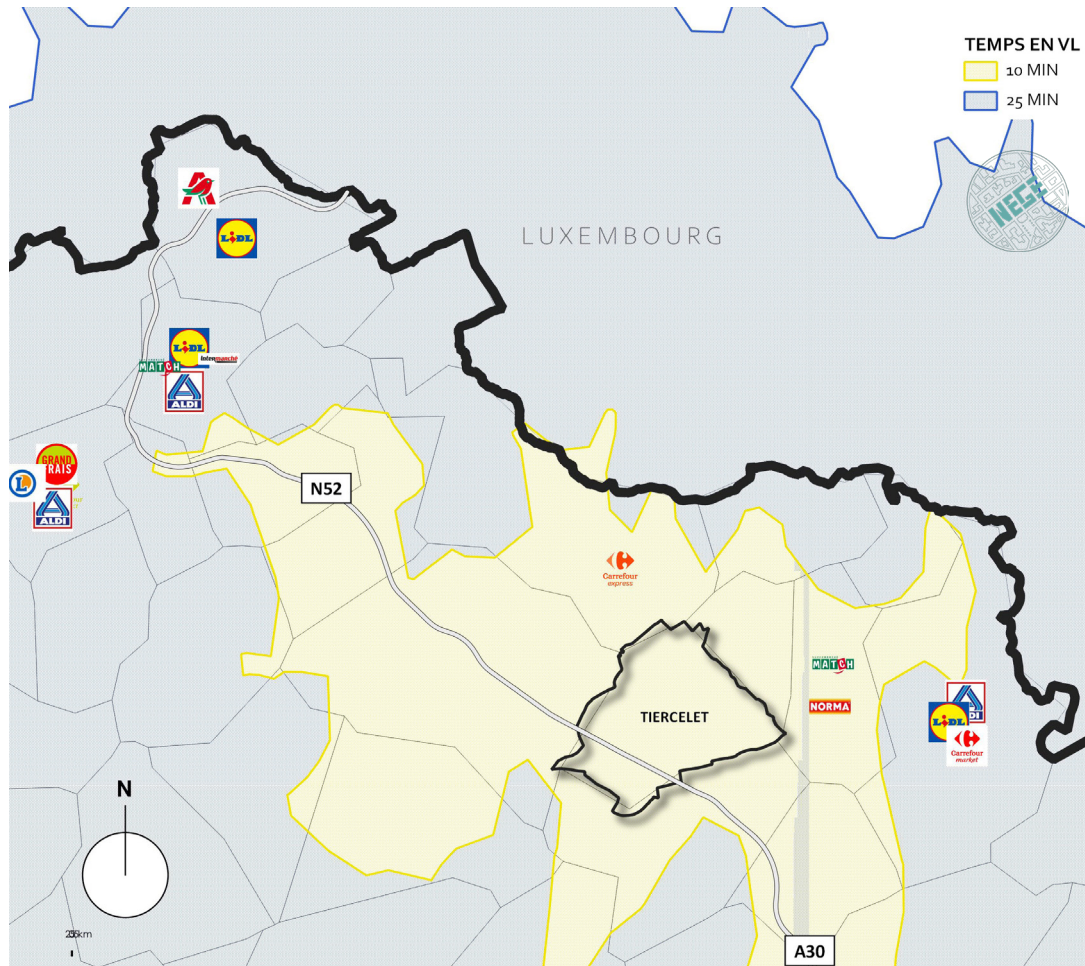 TEMPS EN VL
10 MIN
25 MIN
NEGE
LUXEMBOURG
LiDL
LiDL
Intermarché
MATCH
ALDI
GRAND
FRAIS
L
ALDI
N52
Carrefour
express
MATCH
TIERCELET
NORMA
ALDI
LiDL
Carrefour
market
N
A30